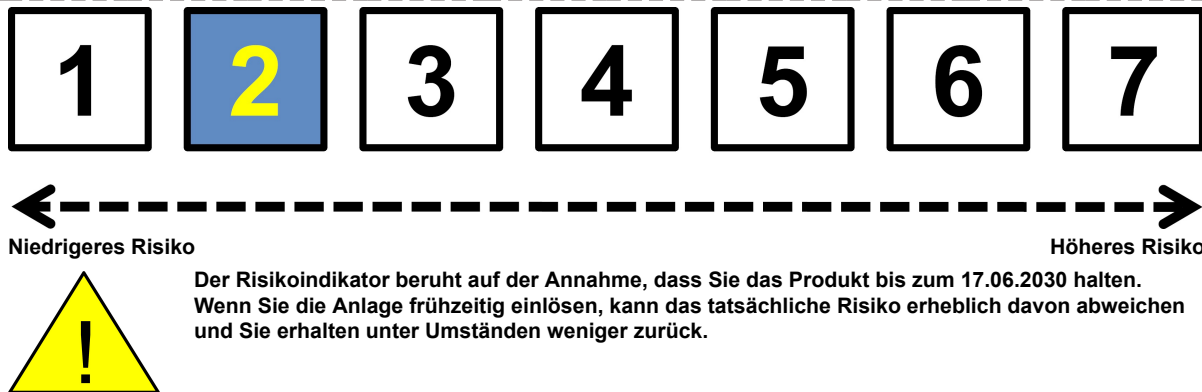 1 2 3 4 5 6 7
Niedrigeres Risiko Höheres Risiko
Der Risikoindikator beruht auf der Annahme, dass Sie das Produkt bis zum 17.06.2030 halten.
Wenn Sie die Anlage frühzeitig einlösen, kann das tatsächliche Risiko erheblich davon abweichen
und Sie erhalten unter Umständen weniger zurück.
!